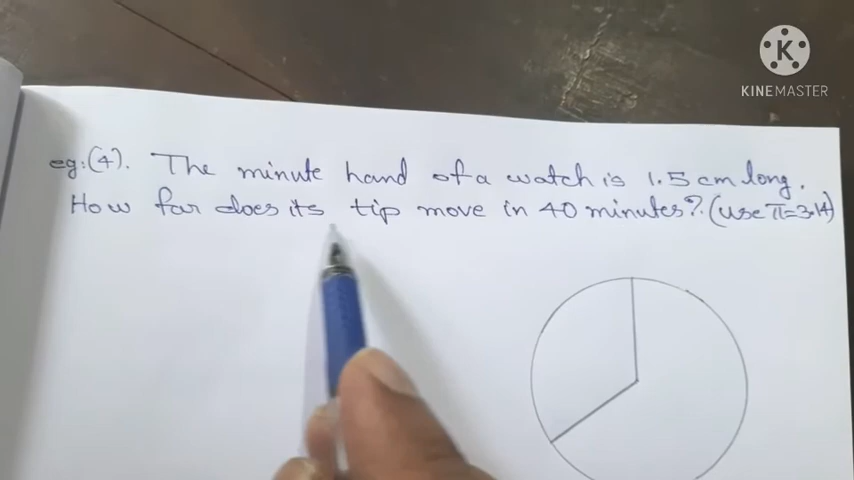 K
KINEMASTER
eg:(4). The minute hand of a watch is 1.5 cm long.
How far does its tip move in 40 minutes? (use π=3.14)